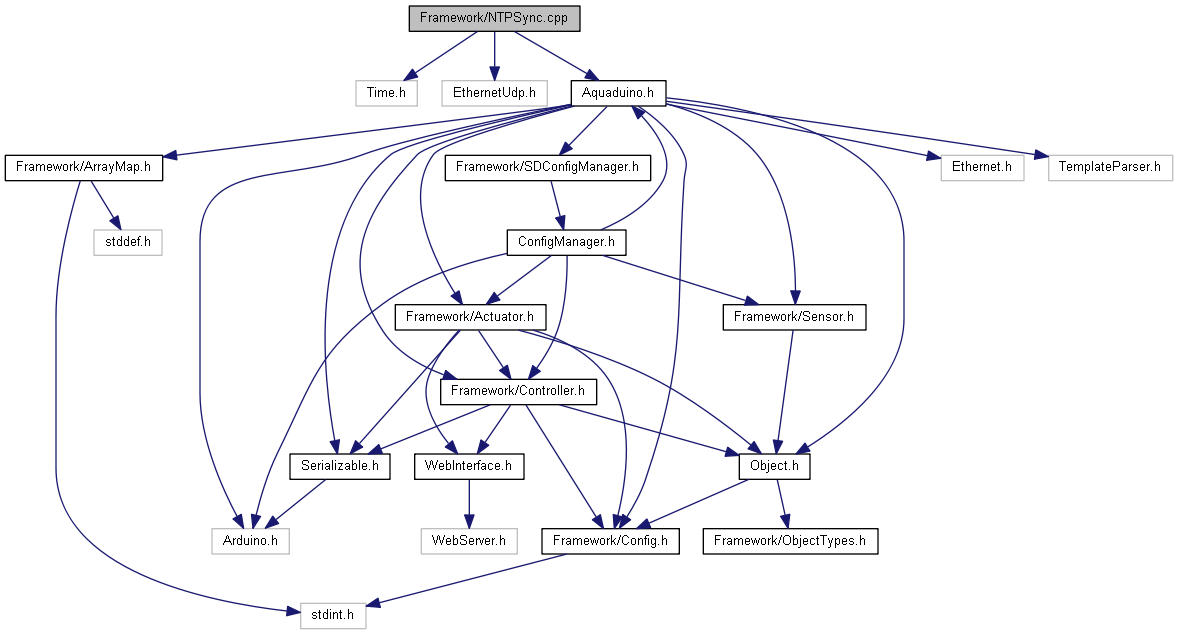 Framework/NTPSync.cpp
Time.h
EthernetUdp.h
Aquaduino.h
Framework/ArrayMap.h
Framework/SDConfigManager.h
Ethernet.h
TemplateParser.h
stddef.h
ConfigManager.h
Framework/Actuator.h
Framework/Sensor.h
Framework/Controller.h
Serializable.h
WebInterface.h
Object.h
Arduino.h
WebServer.h
Framework/Config.h
Framework/ObjectTypes.h
stdint.h